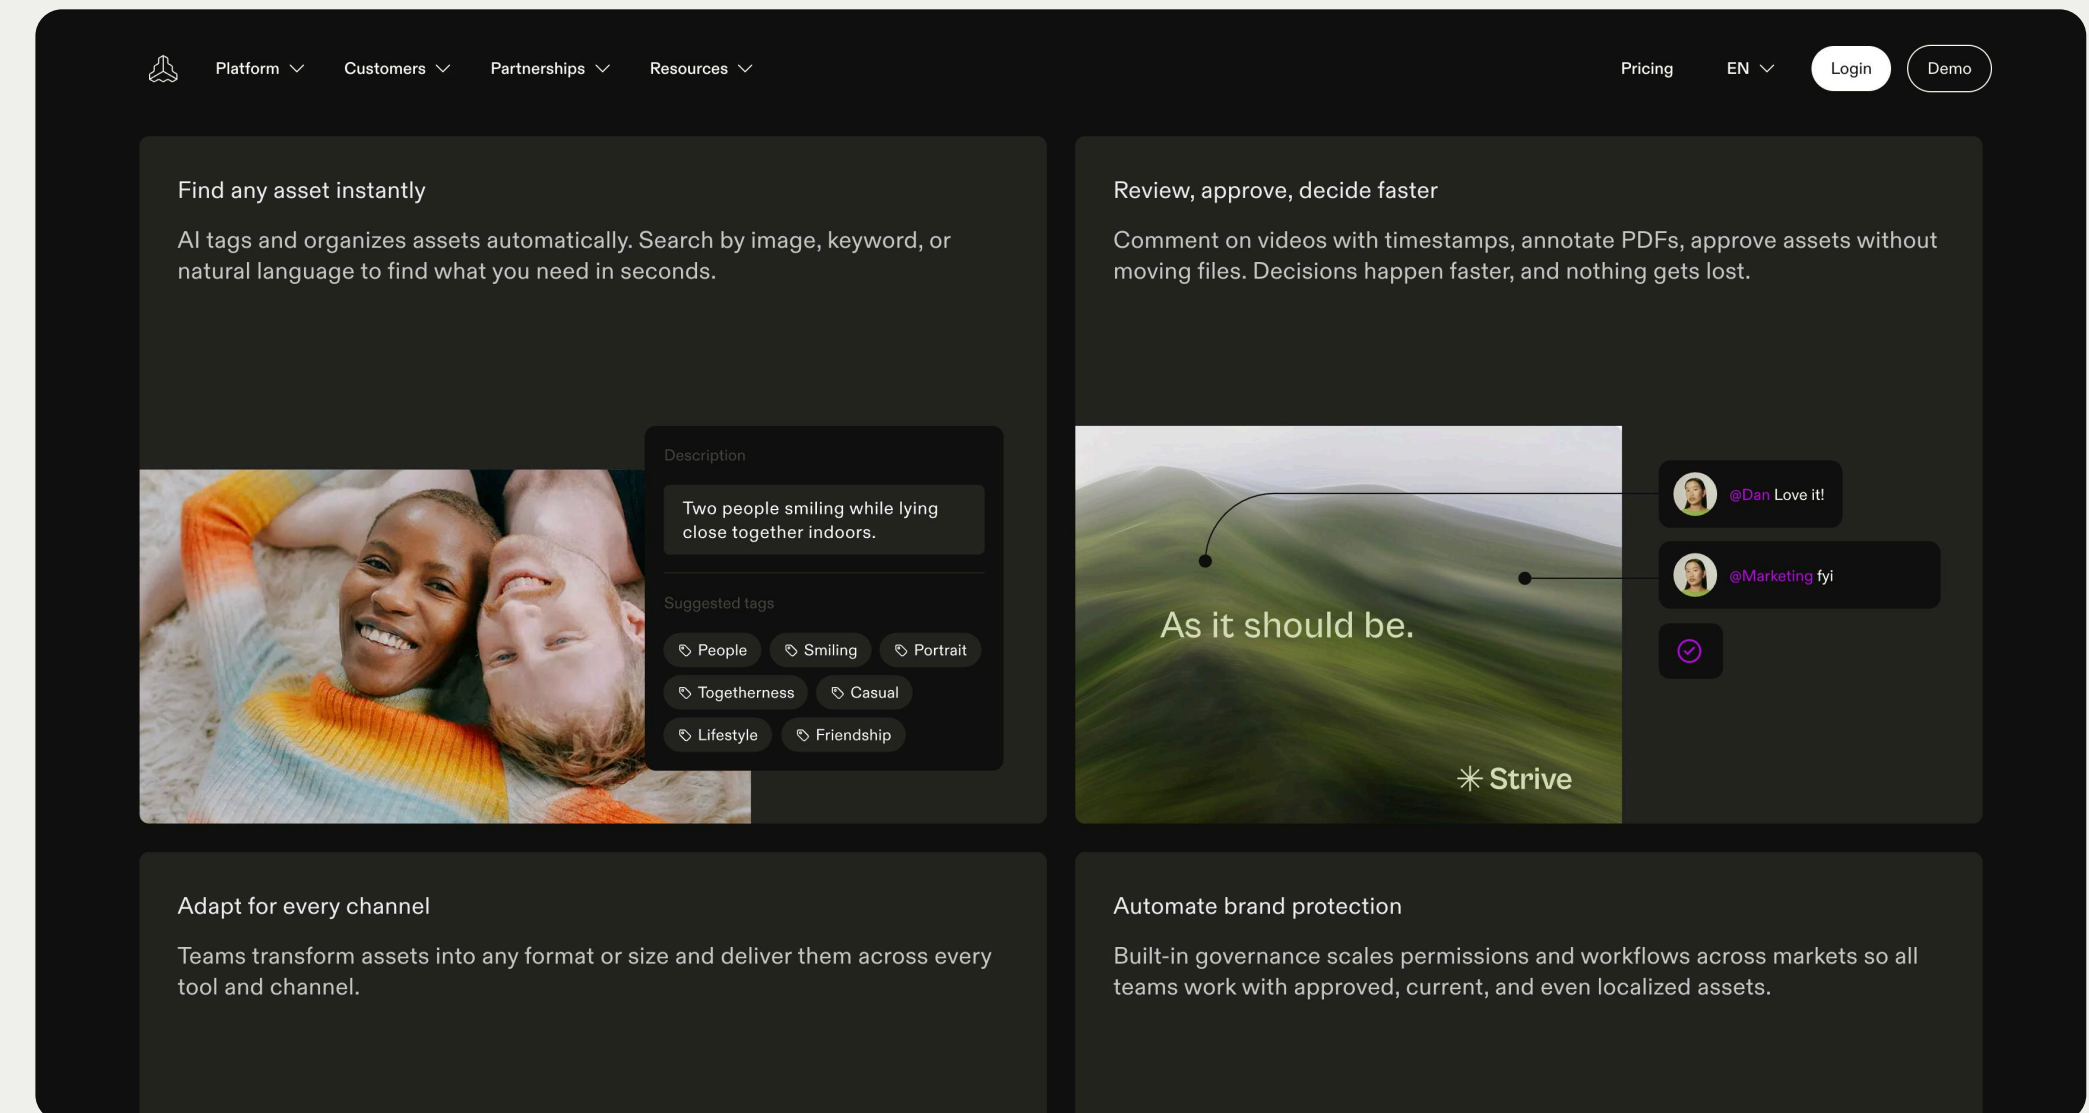 Platform
Customers
Partnerships
Resources
Pricing
EN
Login
Demo
Find any asset instantly
AI tags and organizes assets automatically. Search by image, keyword, or
natural language to find what you need in seconds.
Description
Two people smiling while lying
close together indoors.
Suggested tags
People
Smiling
Portrait
Togetherness
Casual
Lifestyle
Friendship
Review, approve, decide faster
Comment on videos with timestamps, annotate PDFs, approve assets without
moving files. Decisions happen faster, and nothing gets lost.
As it should be.
Strive
@Dan Love it!
@Marketing fyi
Adapt for every channel
Teams transform assets into any format or size and deliver them across every
tool and channel.
Automate brand protection
Built-in governance scales permissions and workflows across markets so all
teams work with approved, current, and even localized assets.